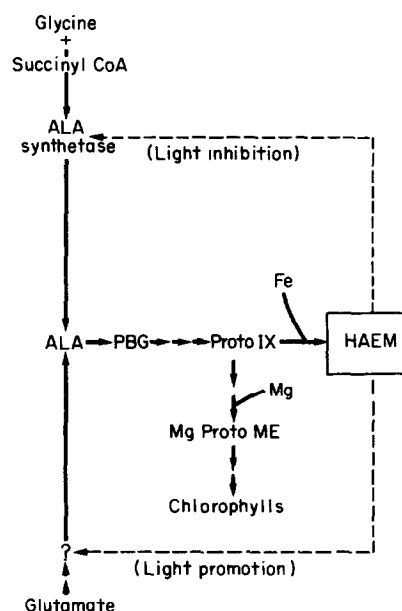 Glycine
+
Succinyl CoA
ALA
synthetase
(Light inhibition)
Fe
ALA PBG Proto IX HAEM
Mg
Mg Proto ME
Chlorophylls
?
(Light promotion)
Glutamate